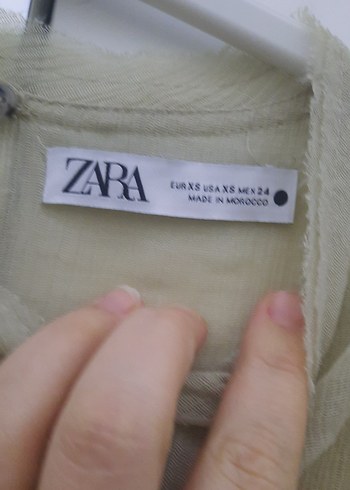 ZARA
EUR XS USA XS MEX 24
MADE IN MOROCCO